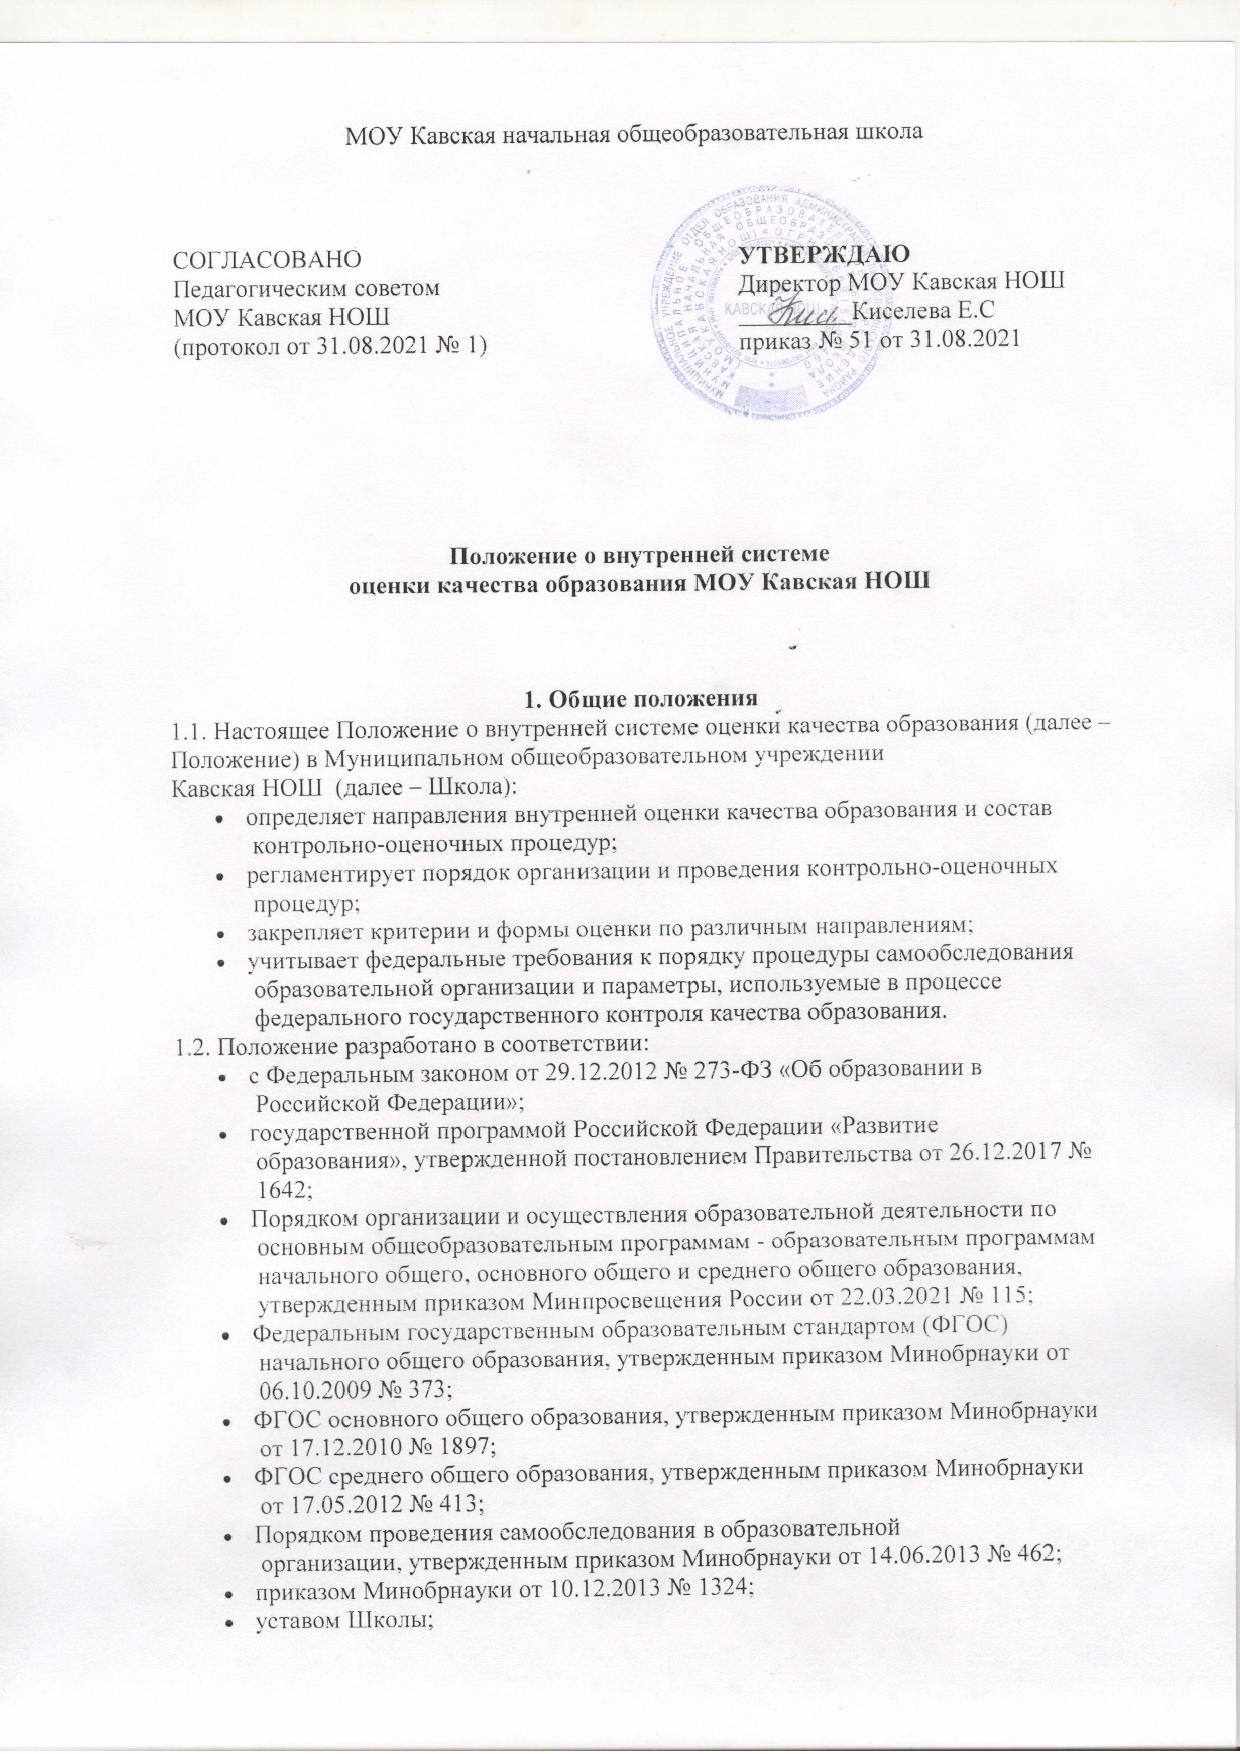 МОУ Кавская начальная общеобразовательная школа
СОГЛАСОВАНО
Педагогическим советом
МОУ Кавская НОШ
(протокол от 31.08.2021 № 1)
УТВЕРЖДАЮ
Директор МОУ Кавская НОШ
_________Киселева Е.С
приказ № 51 от 31.08.2021
Положение о внутренней системе
оценки качества образования МОУ Кавская НОШ
1. Общие положения
1.1. Настоящее Положение о внутренней системе оценки качества образования (далее –
Положение) в Муниципальном общеобразовательном учреждении
Кавская НОШ (далее – Школа):
• определяет направления внутренней оценки качества образования и состав
контрольно-оценочных процедур;
• регламентирует порядок организации и проведения контрольно-оценочных
процедур;
• закрепляет критерии и формы оценки по различным направлениям;
• учитывает федеральные требования к порядку процедуры самообследования
образовательной организации и параметры, используемые в процессе
федерального государственного контроля качества образования.
1.2. Положение разработано в соответствии:
• с Федеральным законом от 29.12.2012 № 273-ФЗ «Об образовании в
Российской Федерации»;
• государственной программой Российской Федерации «Развитие
образования», утвержденной постановлением Правительства от 26.12.2017 №
1642;
• Порядком организации и осуществления образовательной деятельности по
основным общеобразовательным программам - образовательным программам
начального общего, основного общего и среднего общего образования,
утвержденным приказом Минпросвещения России от 22.03.2021 № 115;
• Федеральным государственным образовательным стандартом (ФГОС)
начального общего образования, утвержденным приказом Минобрнауки от
06.10.2009 № 373;
• ФГОС основного общего образования, утвержденным приказом Минобрнауки
от 17.12.2010 № 1897;
• ФГОС среднего общего образования, утвержденным приказом Минобрнауки
от 17.05.2012 № 413;
• Порядком проведения самообследования в образовательной
организации, утвержденным приказом Минобрнауки от 14.06.2013 № 462;
• приказом Минобрнауки от 10.12.2013 № 1324;
• уставом Школы;